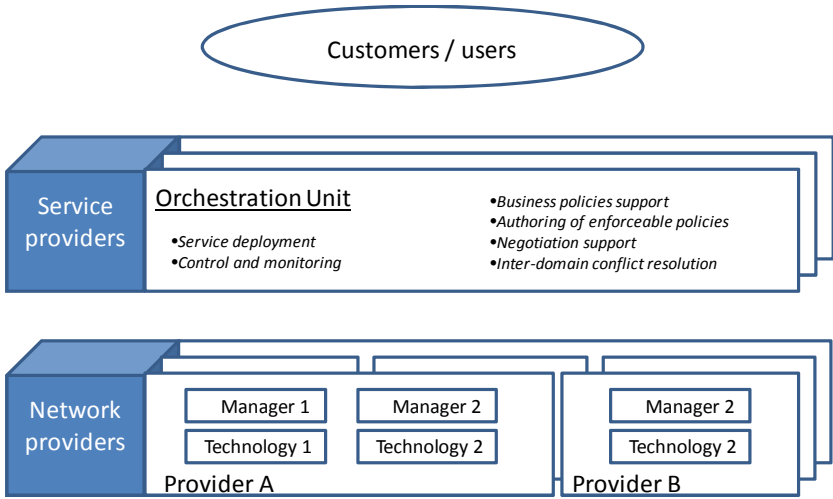 Customers / users
Service
providers
Orchestration Unit
•Service deployment
•Control and monitoring
•Business policies support
•Authoring of enforceable policies
•Negotiation support
•Inter-domain conflict resolution
Network
providers
Manager 1
Manager 2
Technology 1
Technology 2
Provider A
Manager 2
Technology 2
Provider B